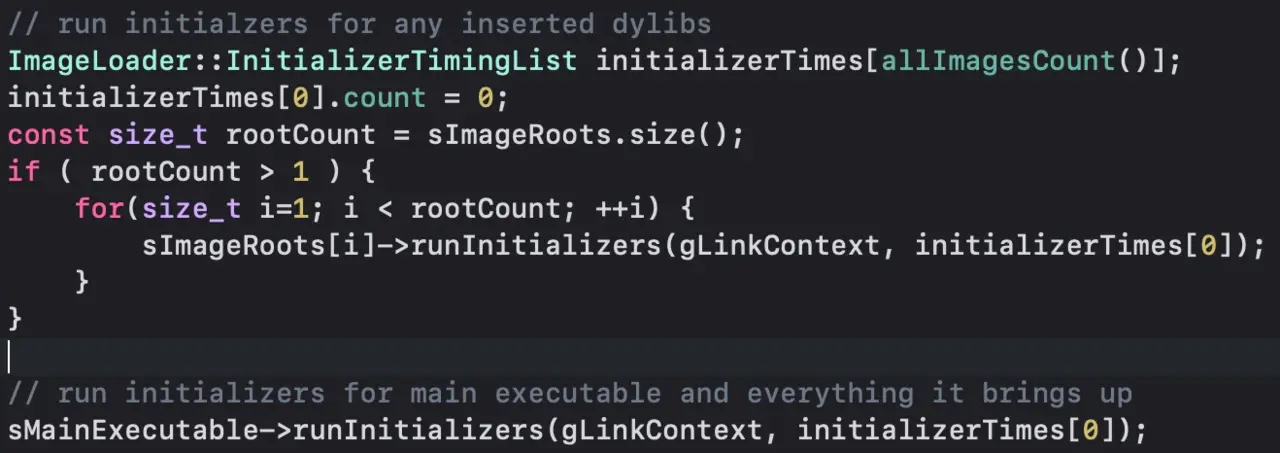 // run initialzers for any inserted dylibs
ImageLoader::InitializerTimingList initializerTimes[allImagesCount()];
initializerTimes[0].count = 0;
const size_t rootCount = sImageRoots.size();
if ( rootCount > 1 ) {
    for(size_t i=1; i < rootCount; ++i) {
        sImageRoots[i]->runInitializers(gLinkContext, initializerTimes[0]);
    }
}
// run initializers for main executable and everything it brings up
sMainExecutable->runInitializers(gLinkContext, initializerTimes[0]);